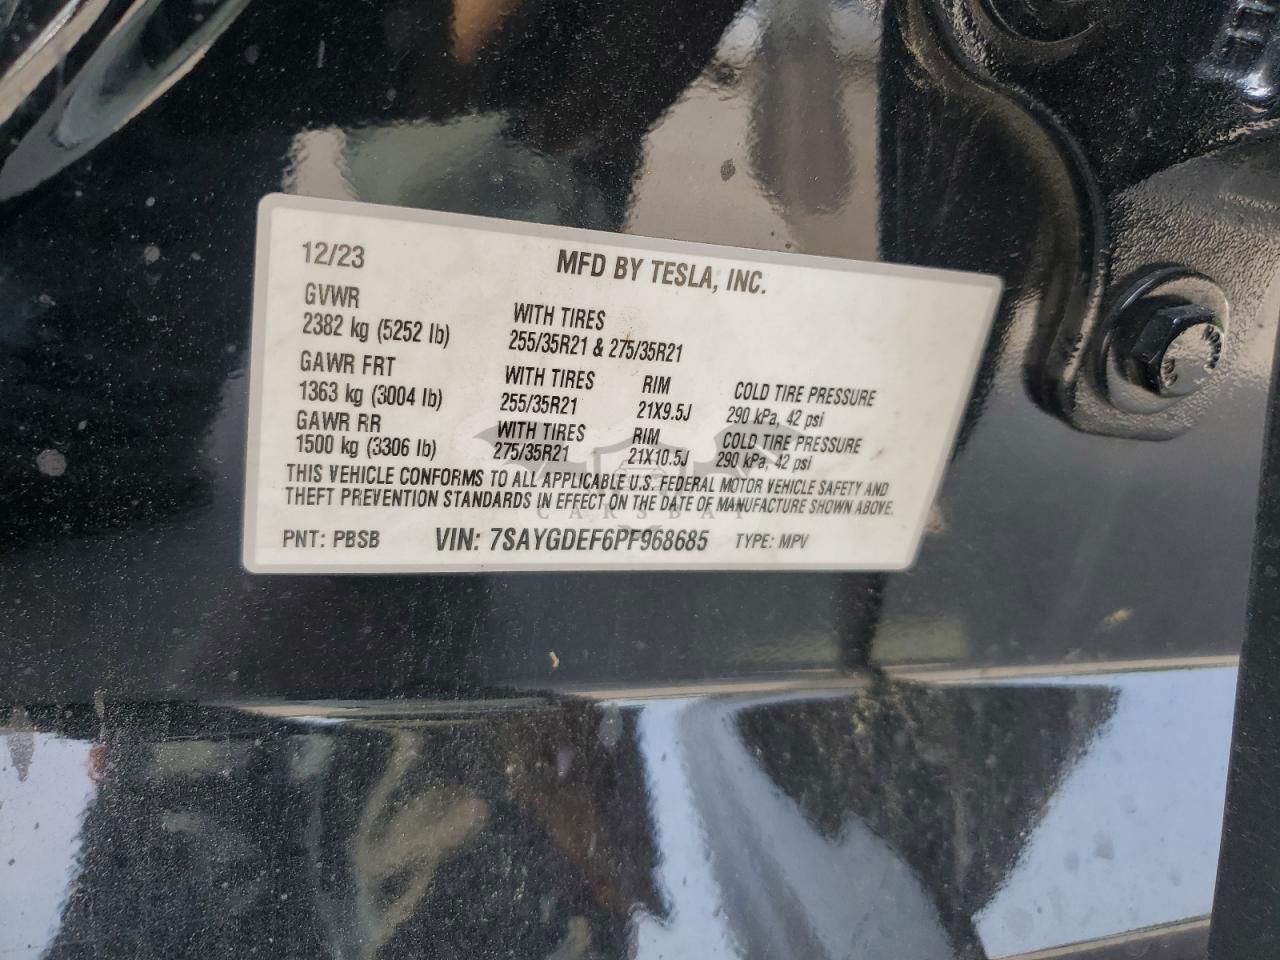 12/23
MFD BY TESLA, INC.
GVWR
2382 kg (5252 lb)
WITH TIRES
255/35R21 & 275/35R21
GAWR FRT
1363 kg (3004 lb)
WITH TIRES
255/35R21
RIM
21X9.5J
COLD TIRE PRESSURE
290 kPa, 42 psi
GAWR RR
1500 kg (3306 lb)
WITH TIRES
275/35R21
RIM
21X10.5J
COLD TIRE PRESSURE
290 kPa, 42 psi
THIS VEHICLE CONFORMS TO ALL APPLICABLE U.S. FEDERAL MOTOR VEHICLE SAFETY AND
THEFT PREVENTION STANDARDS IN EFFECT ON THE DATE OF MANUFACTURE SHOWN ABOVE.
CARSBAT
PNT: PBSB VIN: 7SAYGDEF6PF968685 TYPE: MPV